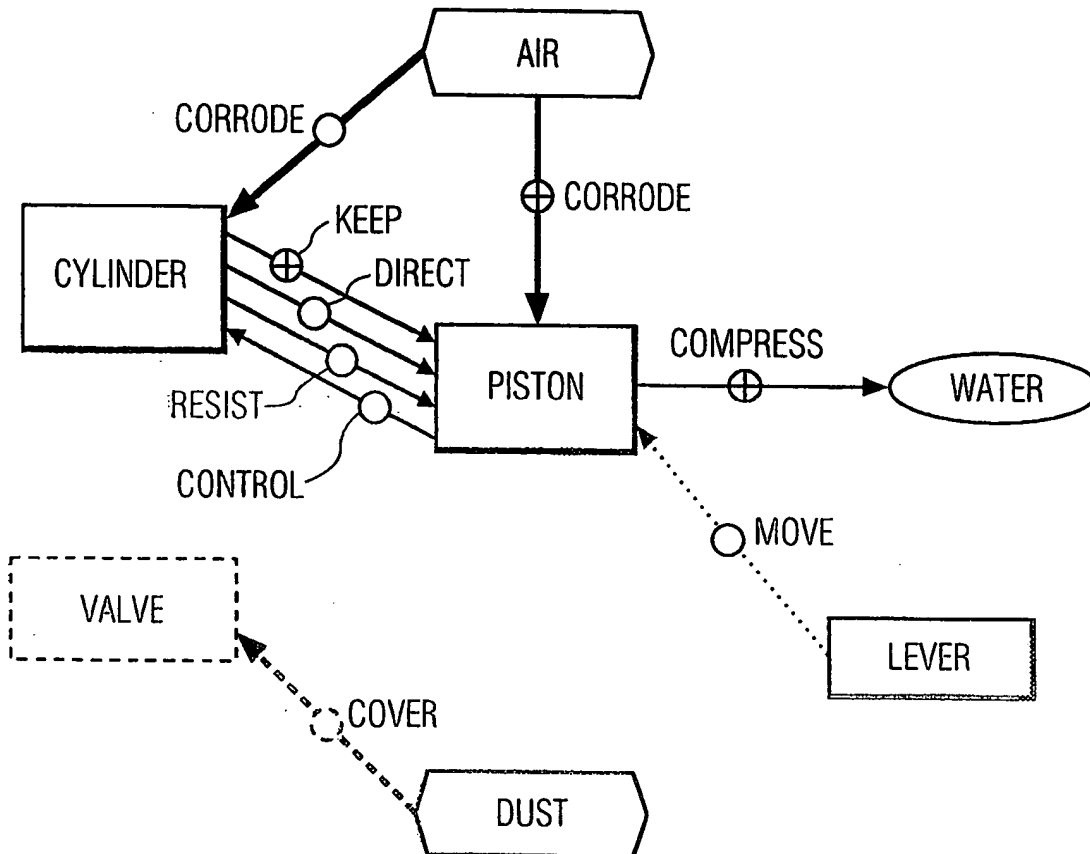 AIR
CORRODE
CORRODE
KEEP
CYLINDER
DIRECT
COMPRESS
PISTON
WATER
RESIST
CONTROL
MOVE
VALVE
LEVER
COVER
DUST